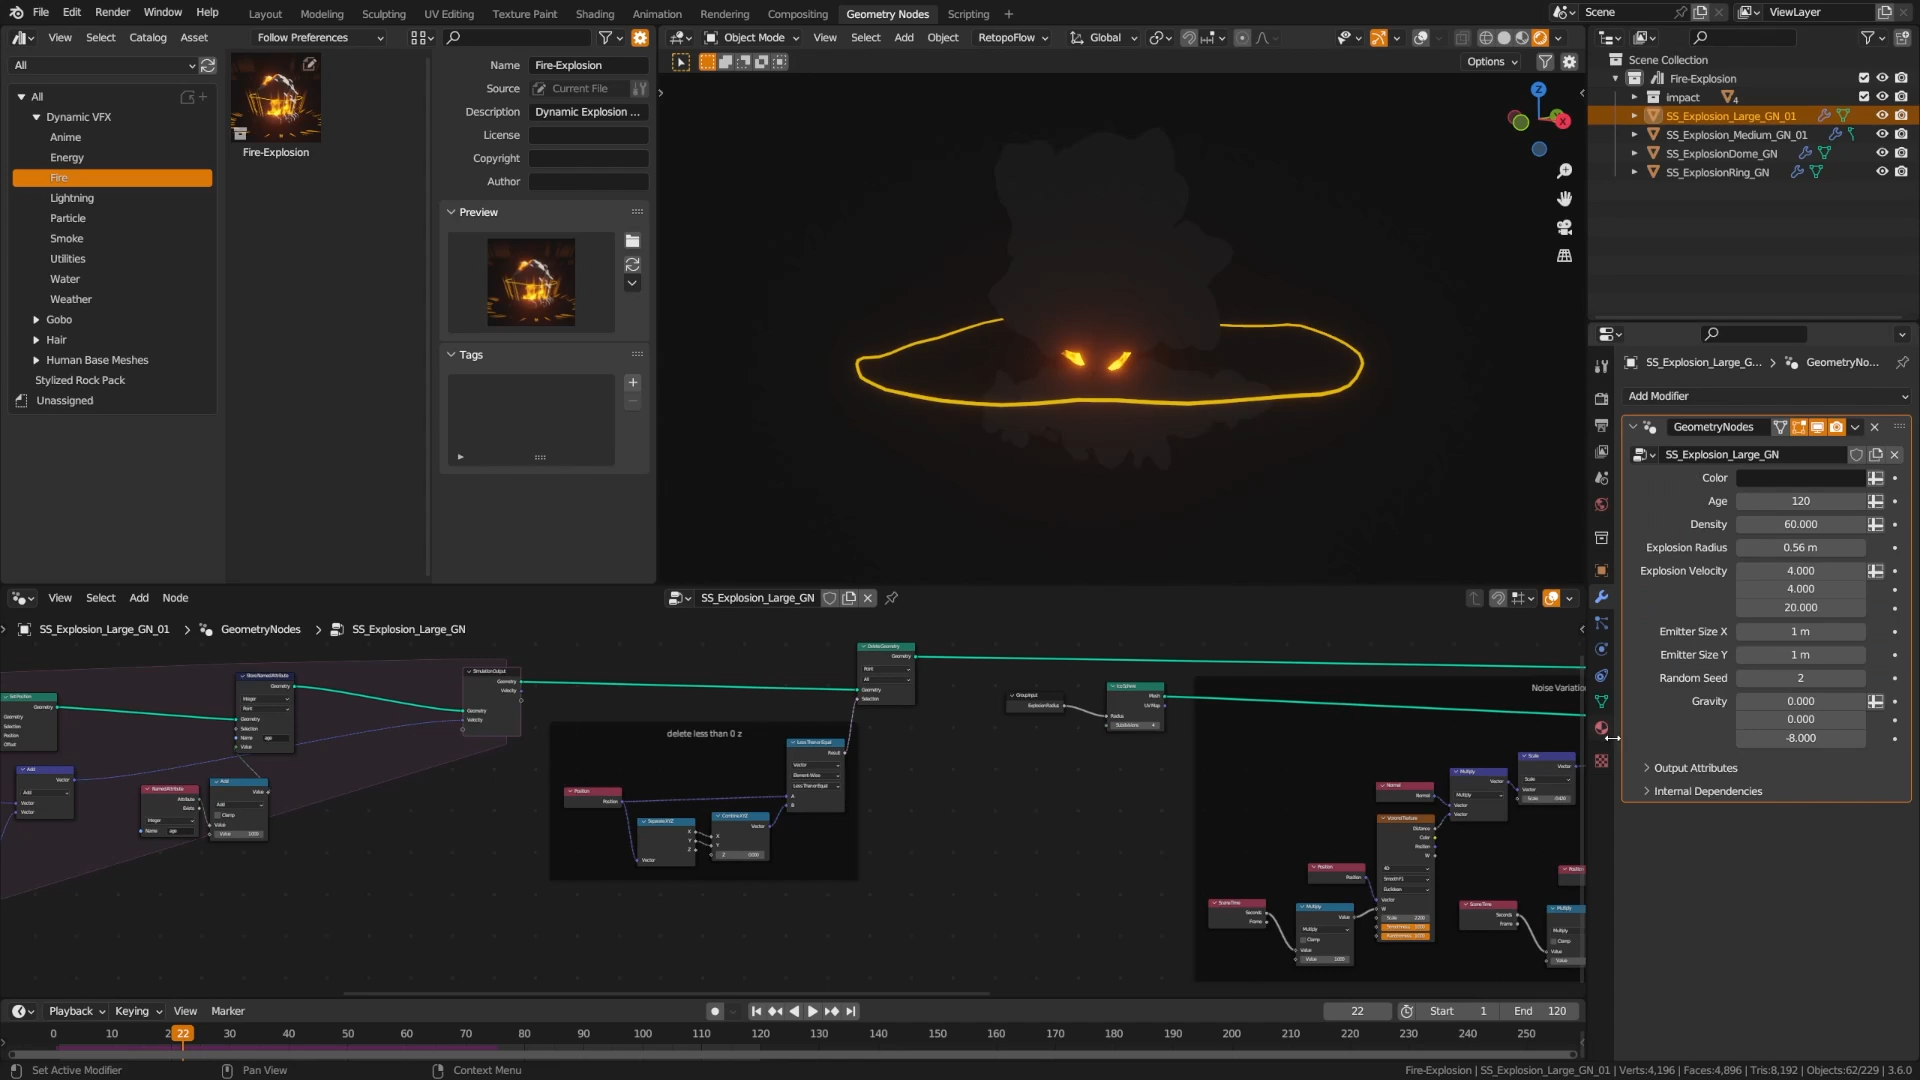 File Edit Render Window Help Layout Modeling Sculpting UV Editing Texture Paint Shading Animation Rendering Compositing Geometry Nodes Scripting + Scene ViewLayer
View Select Catalog Asset Follow Preferences
All
All
Dynamic VFX
Anime
Energy
Fire
Lightning
Particle
Smoke
Utilities
Water
Weather
Gobo
Hair
Human Base Meshes
Stylized Rock Pack
Unassigned
Fire-Explosion
Name Fire-Explosion
Source Current File
Description Dynamic Explosion ...
License
Copyright
Author
Preview
Tags
Object Mode View Select Add Object RetopoFlow Global
Options
Z
X
Scene Collection
Fire-Explosion
impact 4
SS_Explosion_Large_GN_01
SS_Explosion_Medium_GN_01
SS_ExplosionDome_GN
SS_ExplosionRing_GN
SS_Explosion_Large_G... > GeometryNo...
Add Modifier
GeometryNodes
SS_Explosion_Large_GN
Color
Age 120
Density 60.000
Explosion Radius 0.56 m
Explosion Velocity 4.000
4.000
20.000
Emitter Size X 1 m
Emitter Size Y 1 m
Random Seed 2
Gravity 0.000
0.000
-8.000
Output Attributes
Internal Dependencies
View Select Add Node SS_Explosion_Large_GN
SS_Explosion_Large_GN_01 > GeometryNodes > SS_Explosion_Large_GN
delete less than 0 z
Noise Variatio
Playback Keying View Marker 22 Start 1 End 120
0 10 2 22 30 40 50 60 70 80 90 100 110 120 130 140 150 160 170 180 190 200 210 220 230 240 250
Set Active Modifier Pan View Context Menu Fire-Explosion | SS_Explosion_Large_GN_01 | Verts:4,196 | Faces:4,896 | Tris:8,192 | Objects:62/229 | 3.6.0